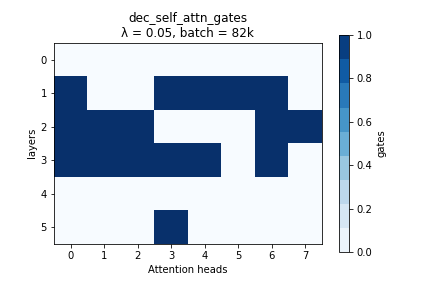 dec_self_attn_gates
λ = 0.05, batch = 82k
layers
0
1
2
3
4
5
0 1 2 3 4 5 6 7
Attention heads
1.0
0.8
0.6
0.4
0.2
0.0
gates